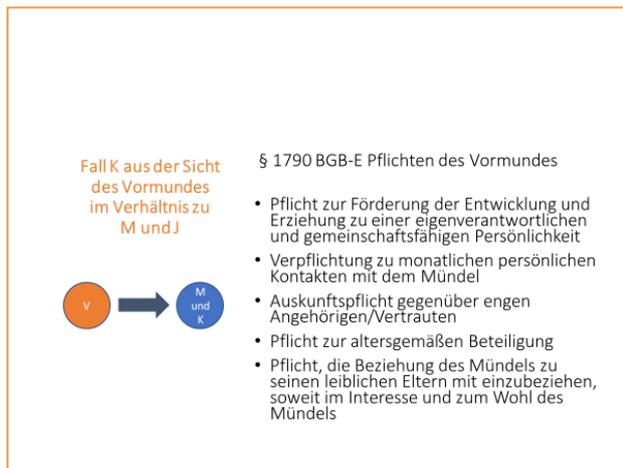 Fall K aus der Sicht
des Vormundes
im Verhältnis zu
M und J
V
M
und
K
§ 1790 BGB-E Pflichten des Vormundes
• Pflicht zur Förderung der Entwicklung und
Erziehung zu einer eigenverantwortlichen
und gemeinschaftsfähigen Persönlichkeit
• Verpflichtung zu monatlichen persönlichen
Kontakten mit dem Mündel
• Auskunftspflicht gegenüber engen
Angehörigen/Vertrauten
• Pflicht zur altersgemäßen Beteiligung
• Pflicht, die Beziehung des Mündels zu
seinen leiblichen Eltern mit einzubeziehen,
soweit im Interesse und zum Wohl des
Mündels